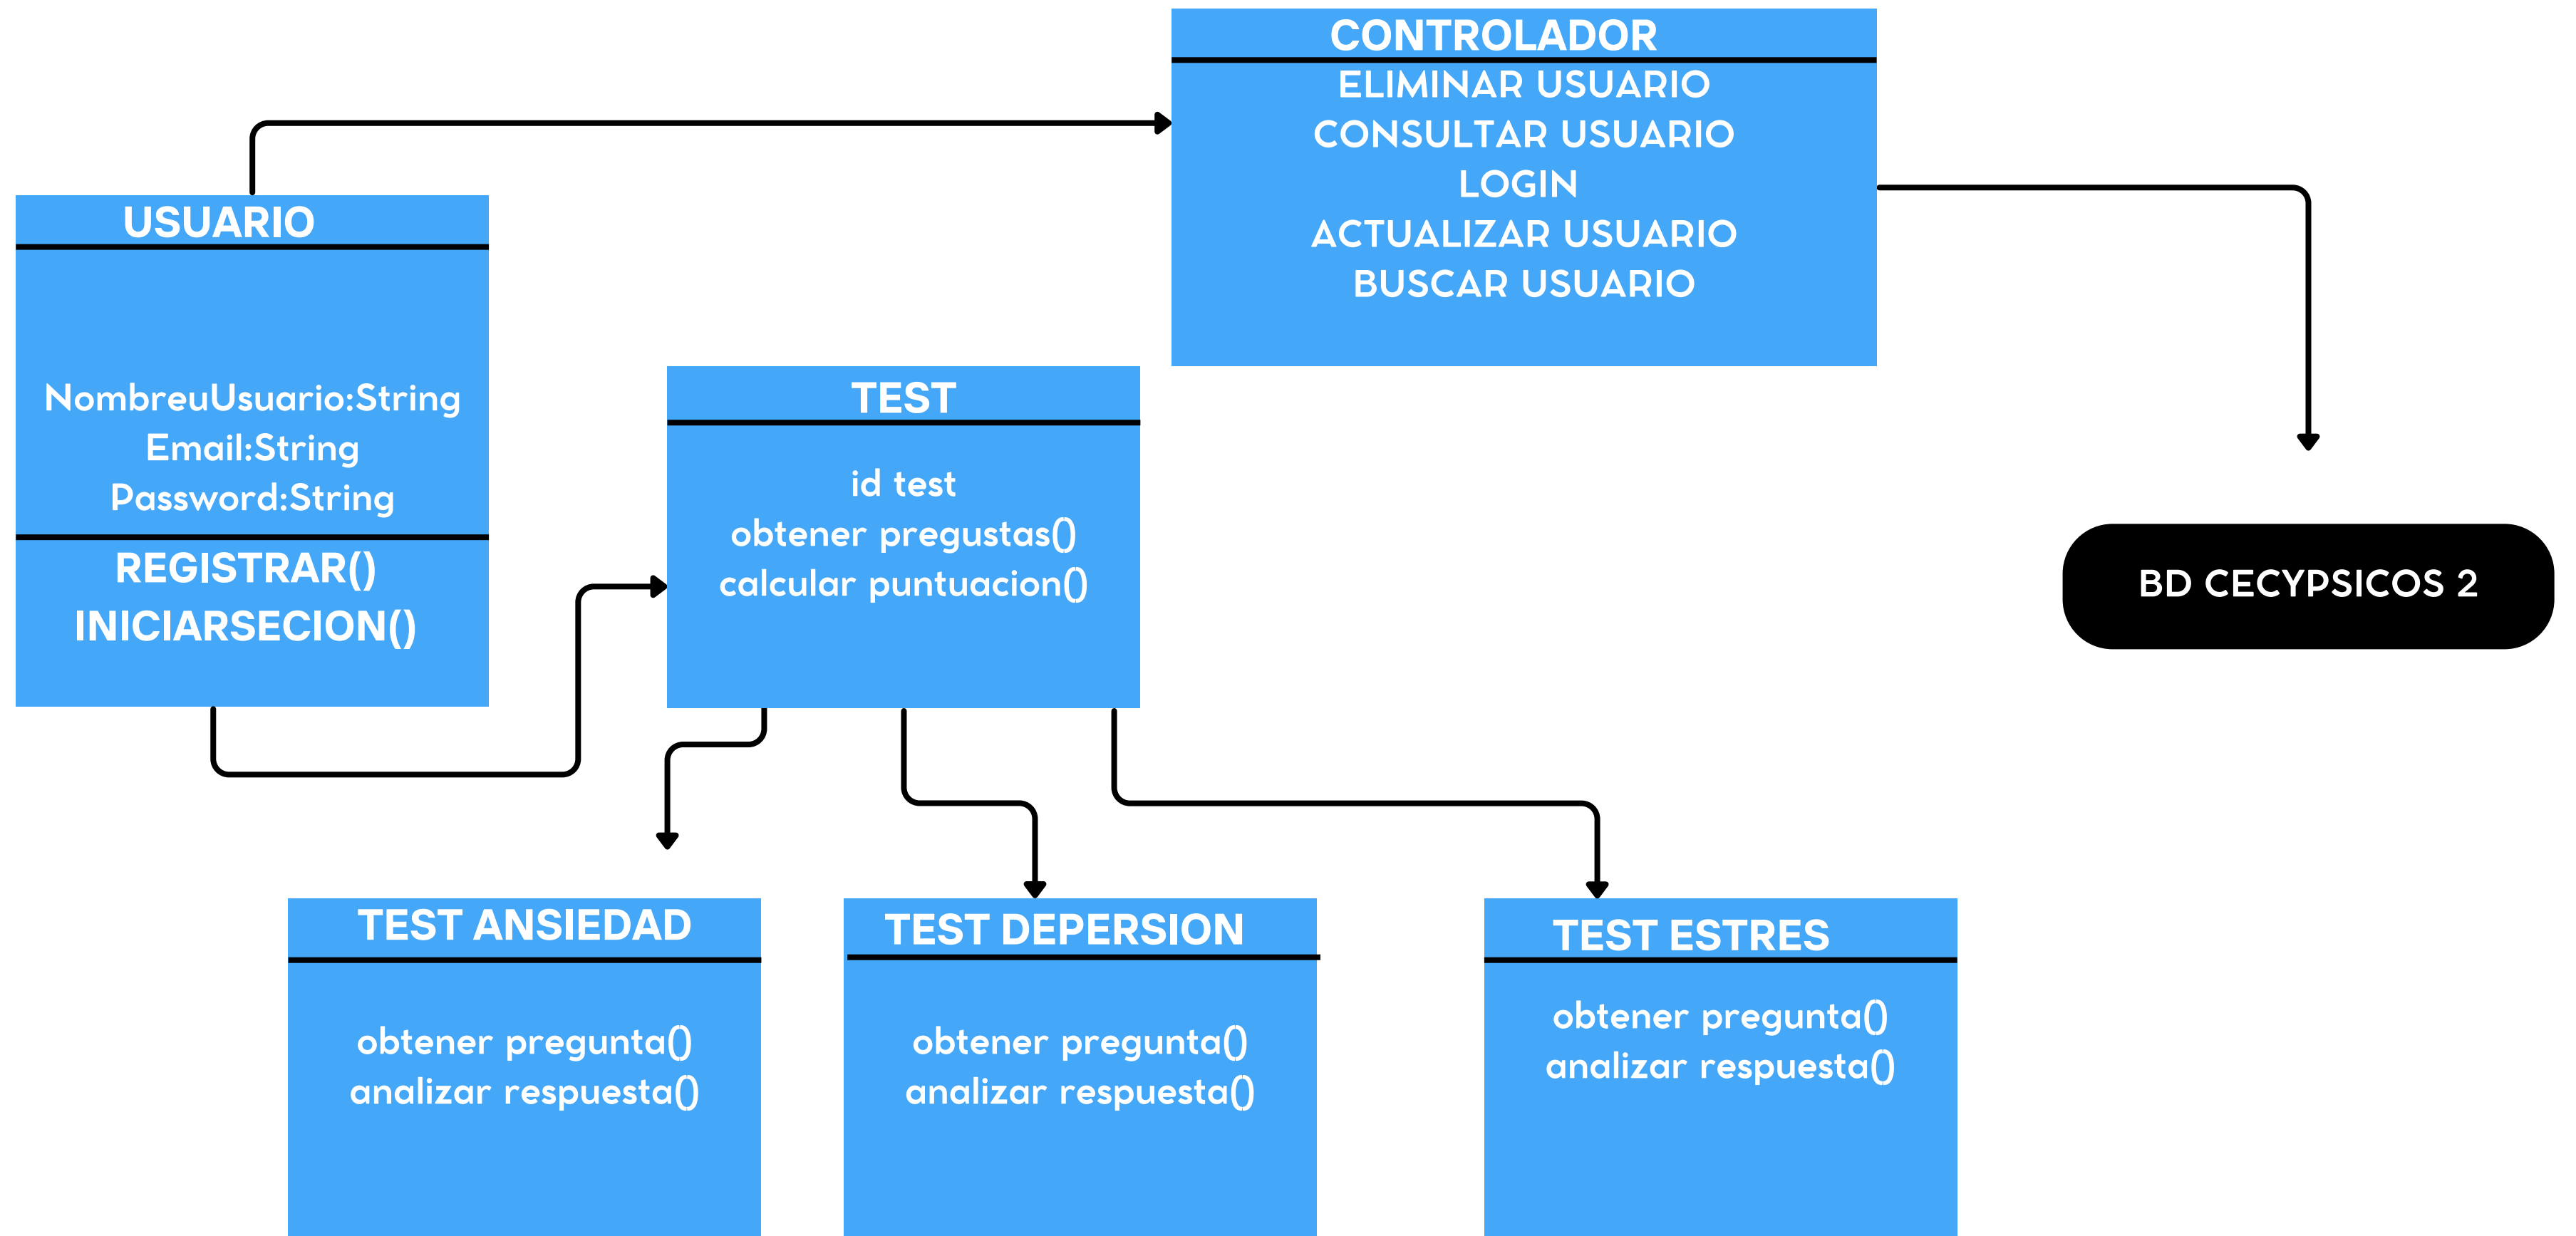 CONTROLADOR
ELIMINAR USUARIO
CONSULTAR USUARIO
LOGIN
ACTUALIZAR USUARIO
BUSCAR USUARIO
USUARIO
NombreuUsuario:String
Email:String
Password:String
REGISTRAR()
INICIARSECION()
TEST
id test
obtener pregustas()
calcular puntuacion()
BD CECYPSICOS 2
TEST ANSIEDAD
obtener pregunta()
analizar respuesta()
TEST DEPERSION
obtener pregunta()
analizar respuesta()
TEST ESTRES
obtener pregunta()
analizar respuesta()